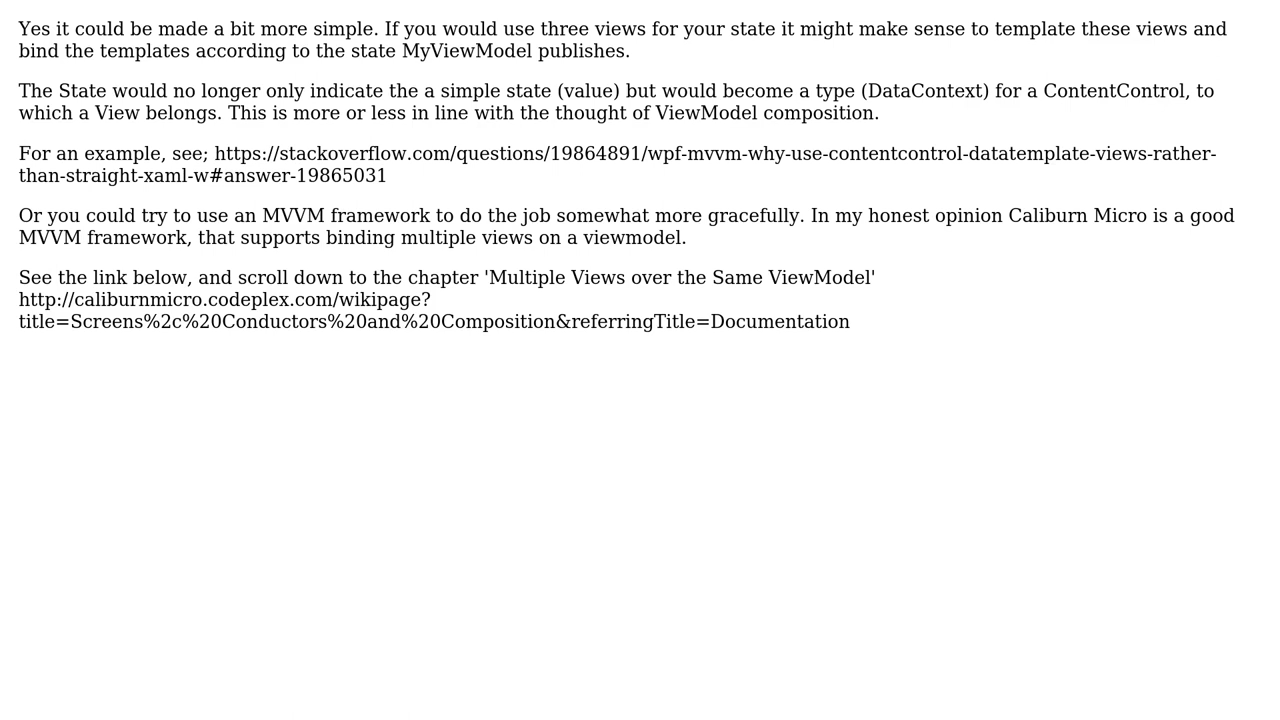 Yes it could be made a bit more simple. If you would use three views for your state it might make sense to template these views and
bind the templates according to the state MyViewModel publishes.
The State would no longer only indicate the a simple state (value) but would become a type (DataContext) for a ContentControl, to
which a View belongs. This is more or less in line with the thought of ViewModel composition.
For an example, see; https://stackoverflow.com/questions/19864891/wpf-mvvm-why-use-contentcontrol-datatemplate-views-rather-
than-straight-xaml-w#answer-19865031
Or you could try to use an MVVM framework to do the job somewhat more gracefully. In my honest opinion Caliburn Micro is a good
MVVM framework, that supports binding multiple views on a viewmodel.
See the link below, and scroll down to the chapter 'Multiple Views over the Same ViewModel'
http://caliburnmicro.codeplex.com/wikipage?
title=Screens%2c%20Conductors%20and%20Composition&referringTitle=Documentation